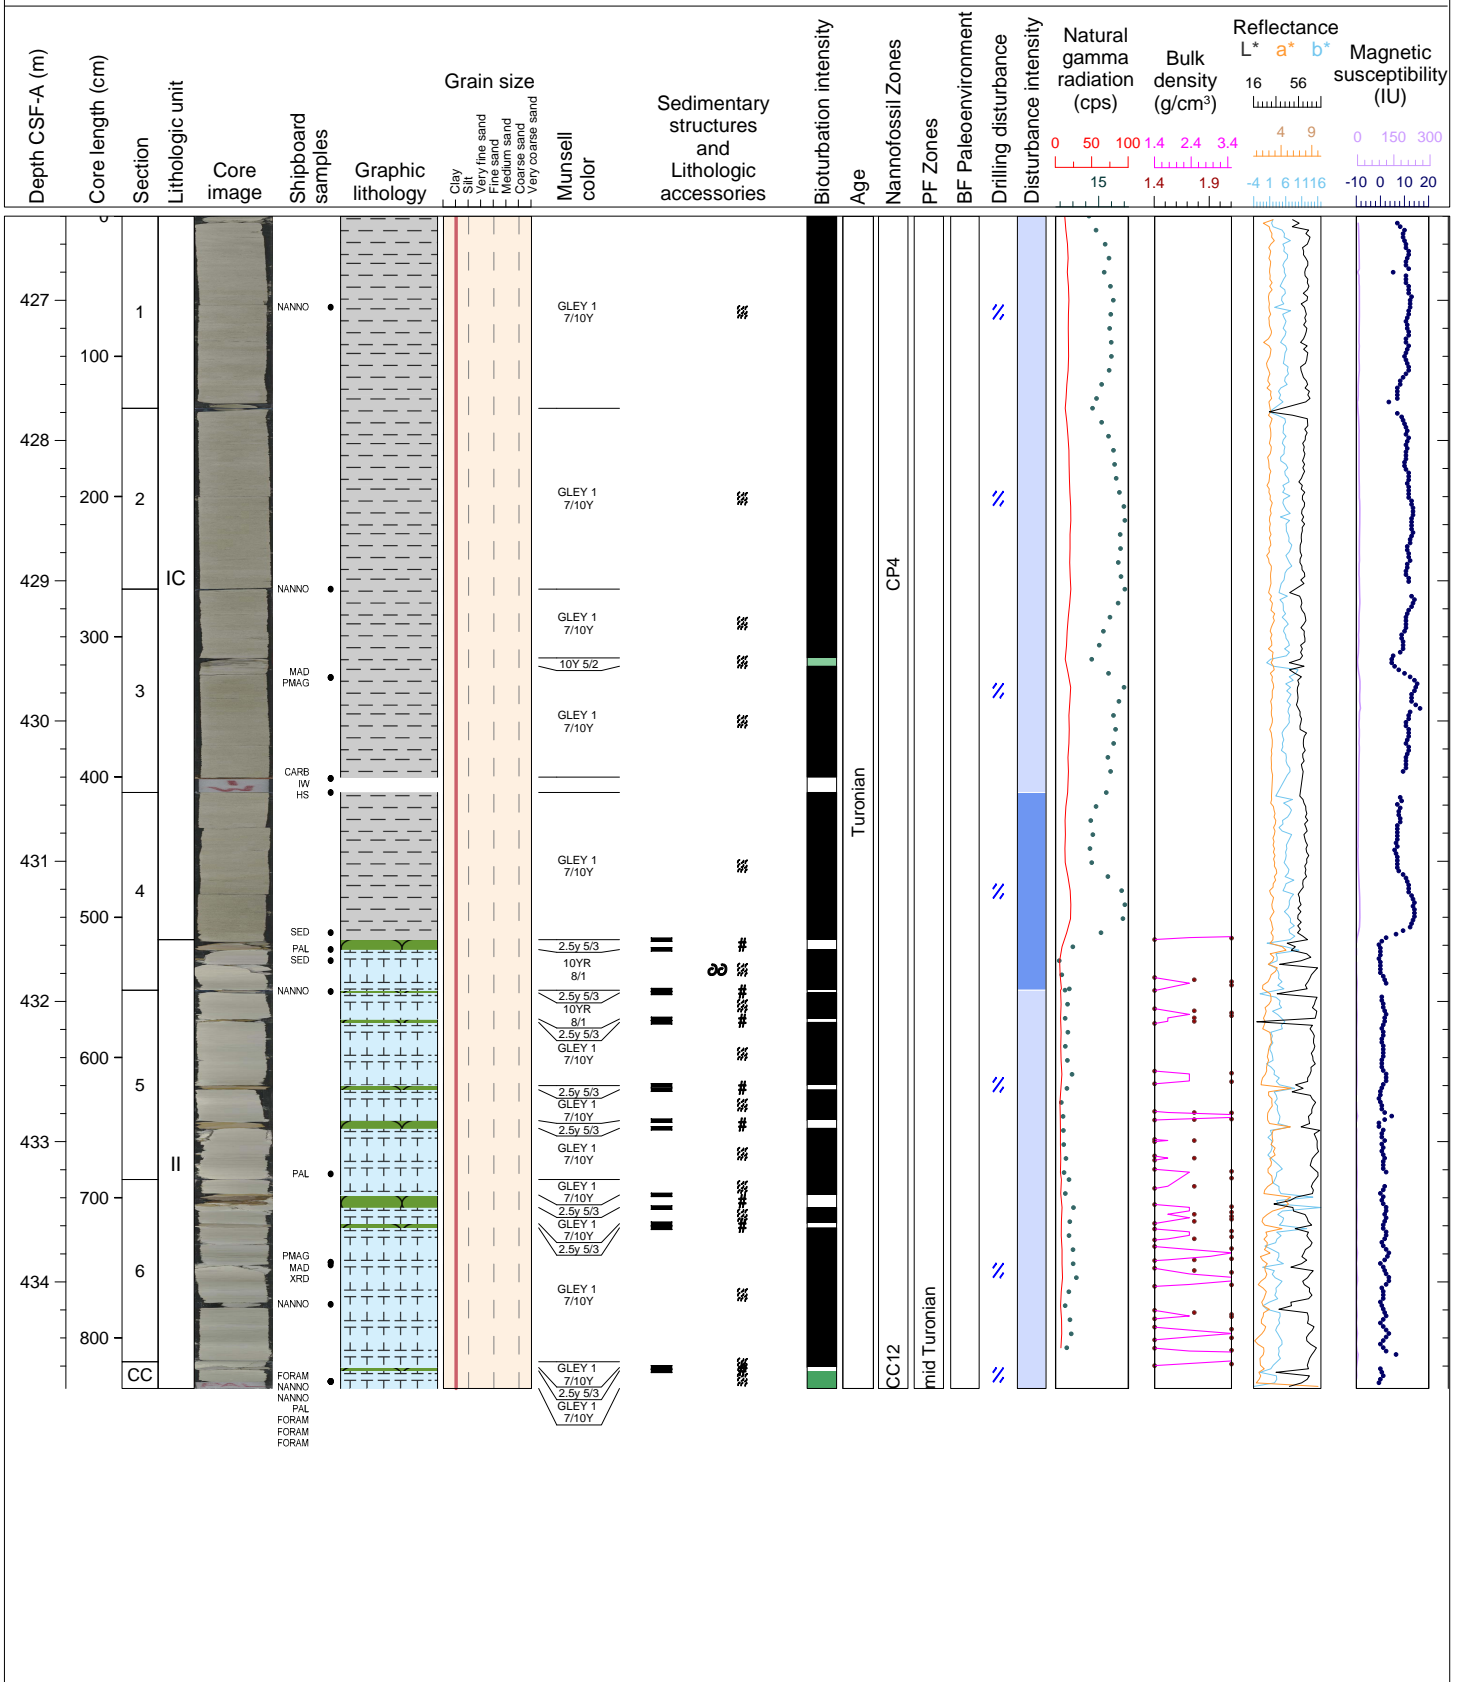 Depth CSF-A (m)
Core length (cm)
Section
Lithologic unit
Core
image
Shipboard
samples
Graphic
lithology
Grain size
Clay
Silt
Very fine sand
Fine sand
Medium sand
Coarse sand
Very coarse sand
Munsell
color
Sedimentary
structures
and
Lithologic
accessories
Bioturbation intensity
Age
Nannofossil Zones
PF Zones
BF Paleoenvironment
Drilling disturbance
Disturbance intensity
Natural
gamma
radiation
(cps)
0 50 100
15
Bulk
density
(g/cm³)
1.4 2.4 3.4
1.4 1.9
Reflectance
L* a* b*
16 56
4 9
-4 1 6 11 16
Magnetic
susceptibility
(IU)
0 150 300
-10 0 10 20
0
100
200
300
400
500
600
700
800
427
428
429
430
431
432
433
434
1
2
3
4
5
6
CC
IC
II
NANNO
NANNO
MAD
PMAG
CARB
IW
HS
SED
PAL
SED
NANNO
PAL
PMAG
MAD
XRD
NANNO
FORAM
NANNO
NANNO
PAL
FORAM
FORAM
FORAM
GLEY 1
7/10Y
GLEY 1
7/10Y
GLEY 1
7/10Y
10Y 5/2
GLEY 1
7/10Y
GLEY 1
7/10Y
2.5y 5/3
10YR
8/1
2.5y 5/3
10YR
8/1
2.5y 5/3
GLEY 1
7/10Y
2.5y 5/3
GLEY 1
7/10Y
2.5y 5/3
GLEY 1
7/10Y
GLEY 1
7/10Y
2.5y 5/3
GLEY 1
7/10Y
2.5y 5/3
GLEY 1
7/10Y
GLEY 1
7/10Y
2.5y 5/3
GLEY 1
7/10Y
Turonian
CP4
CC12
mid Turonian